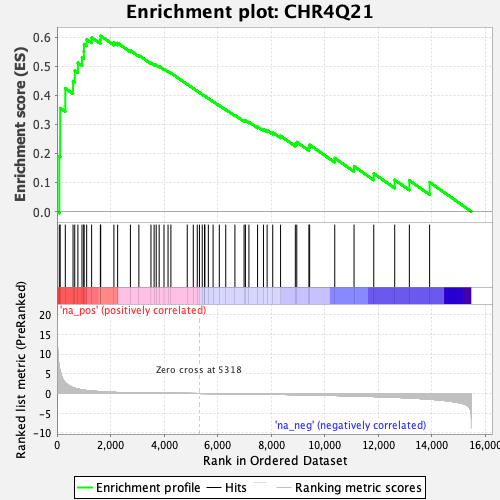 Enrichment plot: CHR4Q21
Enrichment score (ES)
0.6
0.5
0.4
0.3
0.2
0.1
0.0
'na_pos' (positively correlated)
Ranked list metric (PreRanked)
20
15
10
5
0
-5
-10
Zero cross at 5318
'na_neg' (negatively correlated)
0 2,000 4,000 6,000 8,000 10,000 12,000 14,000 16,000
Rank in Ordered Dataset
Enrichment profile Hits Ranking metric scores